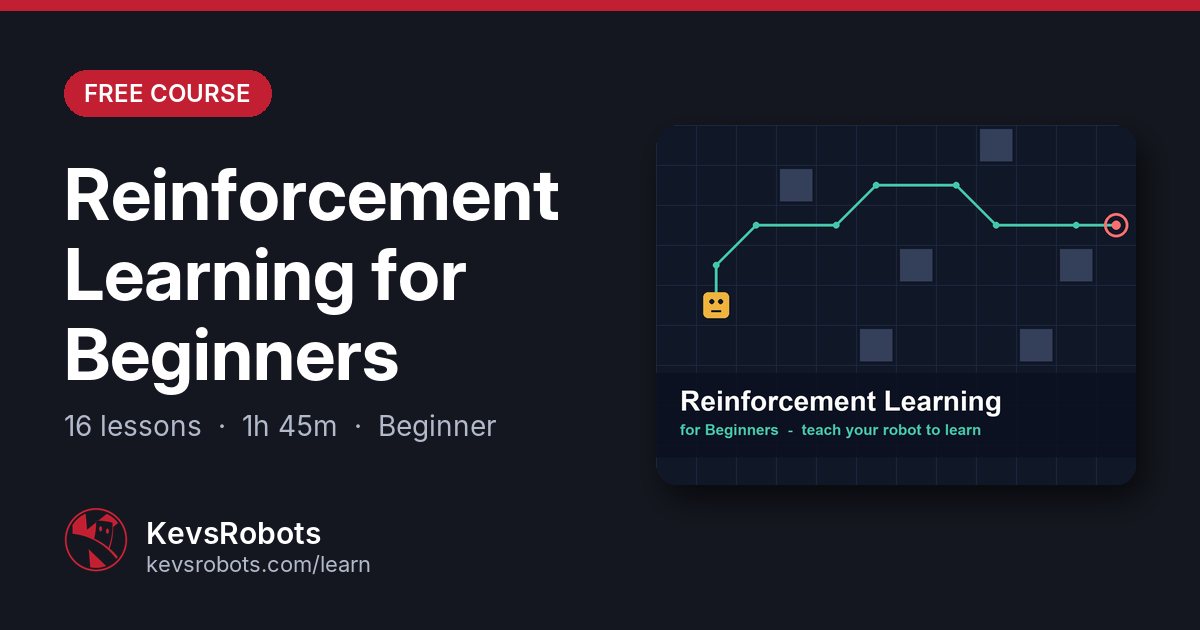 FREE COURSE
Reinforcement
Learning for
Beginners
16 lessons · 1h 45m · Beginner
KevsRobots
kevsrobots.com/learn
Reinforcement Learning
for Beginners - teach your robot to learn